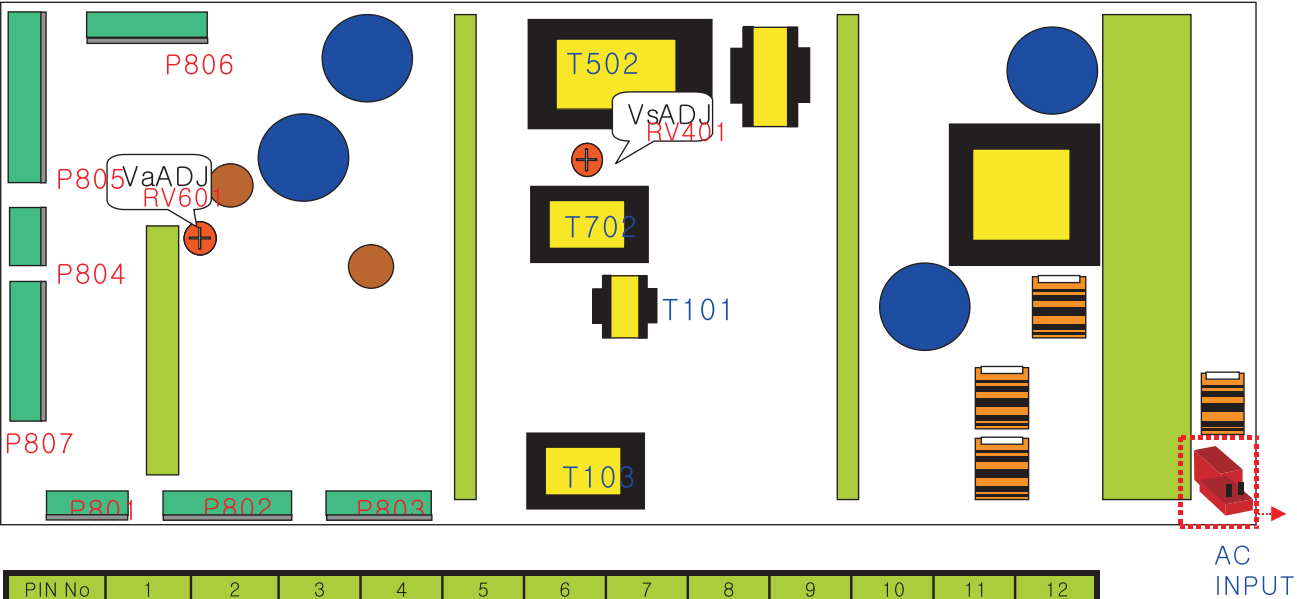 P806
T502
VsADJ
RV401
P805
VaADJ
RV601
T702
P804
T101
P807
T103
P801
P802
P803
AC
INPUT
PIN No 1 2 3 4 5 6 7 8 9 10 11 12